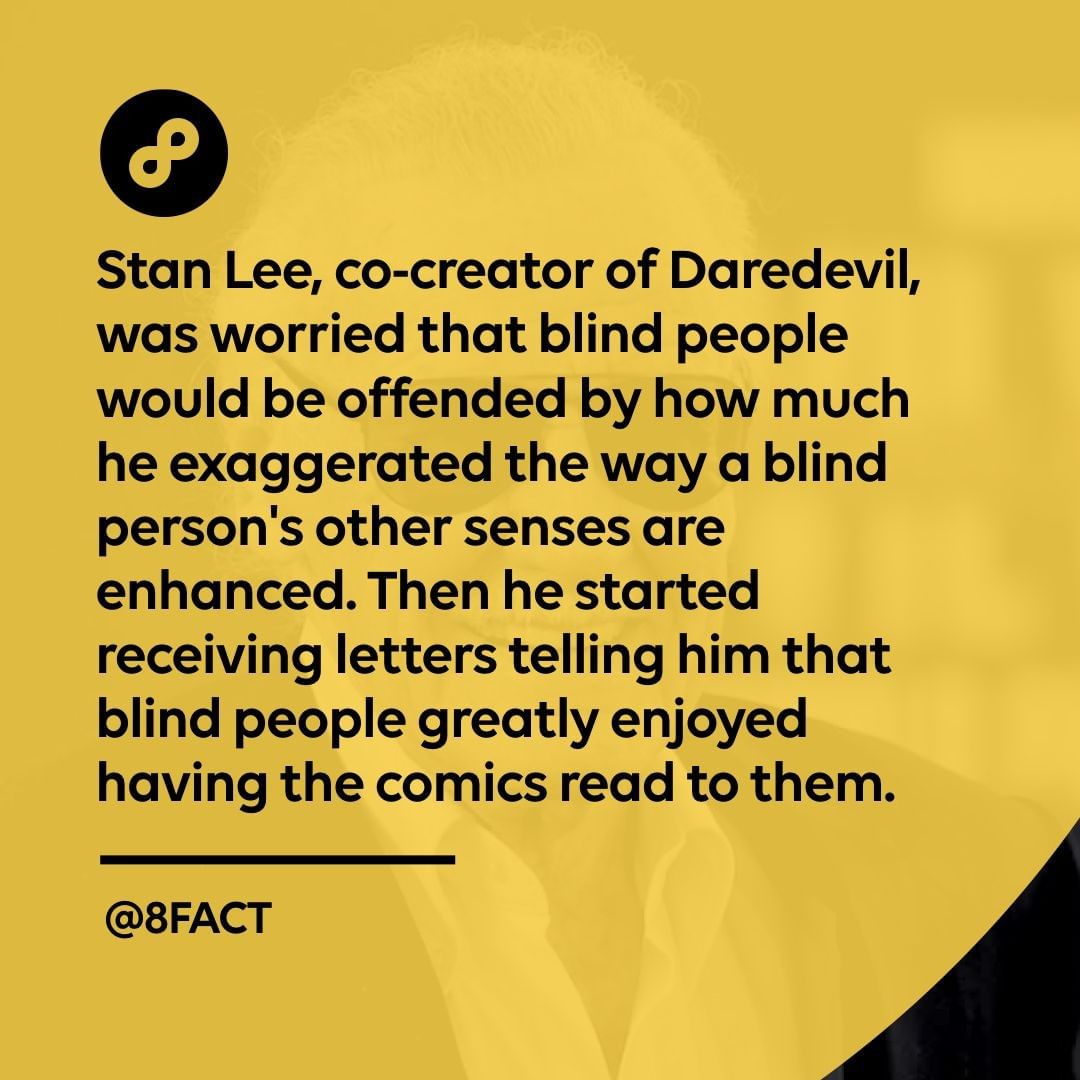 Stan Lee, co-creator of Daredevil,
was worried that blind people
would be offended by how much
he exaggerated the way a blind
person's other senses are
enhanced. Then he started
receiving letters telling him that
blind people greatly enjoyed
having the comics read to them.
@8FACT